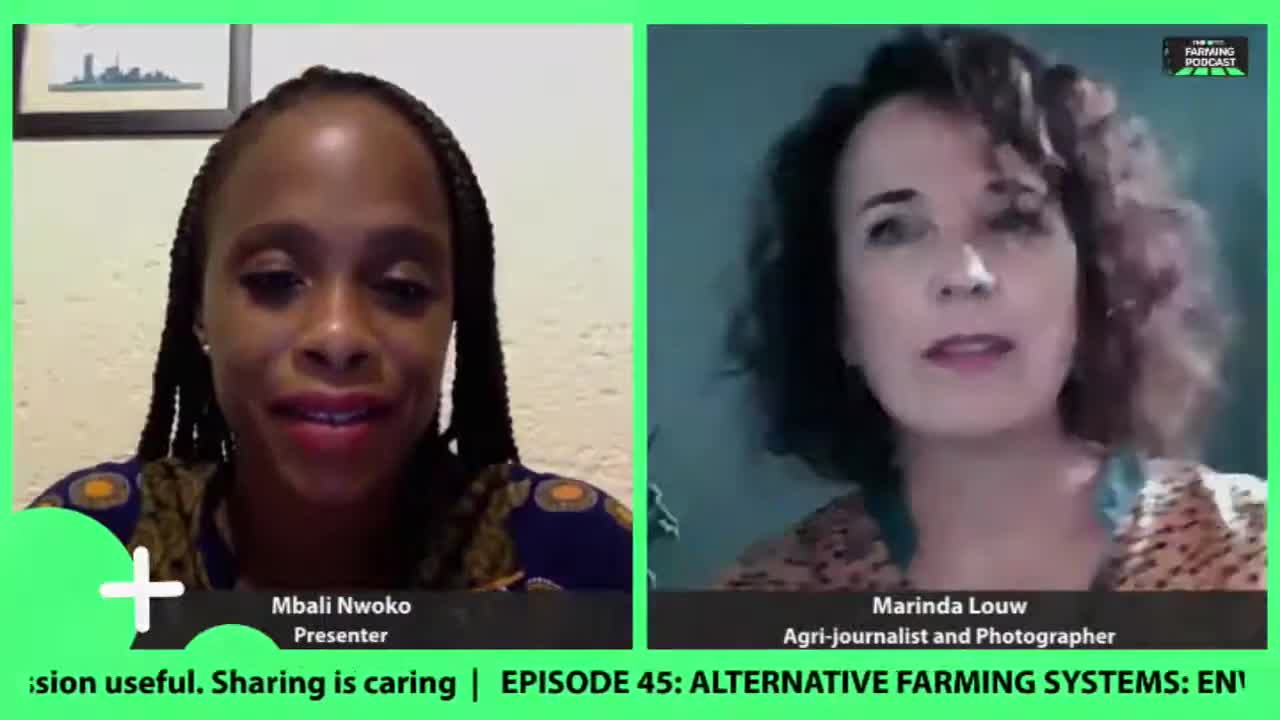 FARMING
PODCAST
Mbali Nwoko
Presenter
Marinda Louw
Agri-journalist and Photographer
ssion useful. Sharing is caring | EPISODE 45: ALTERNATIVE FARMING SYSTEMS: EN